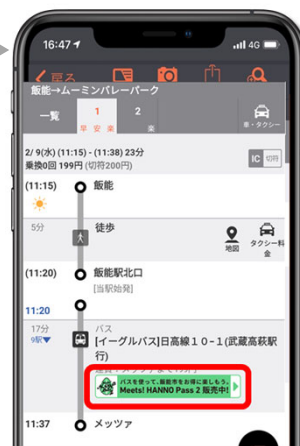 16:47
4G
戻る
飯能→ムーミンバレーパーク
一覧
1
早 安 楽
2
楽
車・タクシー
2/ 9(水) (11:15) - (11:38) 23分
乗換0回 199円 (切符200円)
IC 切符
(11:15)
飯能
5分
徒歩
地図
タクシー料金
(11:20)
飯能駅北口
[当駅始発]
11:20
17分
9駅▼
バス
[イーグルバス]日高線１０-１(武蔵高萩駅行)
バスを使って、飯能市をお得に楽しもう。
Meets! HANNO Pass 2 販売中!
11:37
メッツァ